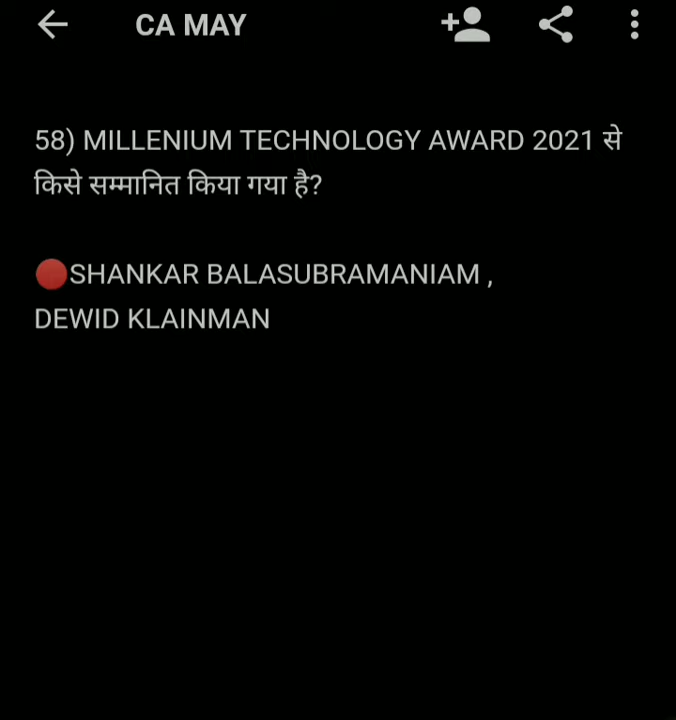 CA MAY
58) MILLENIUM TECHNOLOGY AWARD 2021 से
किसे सम्मानित किया गया है?
SHANKAR BALASUBRAMANIAM ,
DEWID KLAINMAN